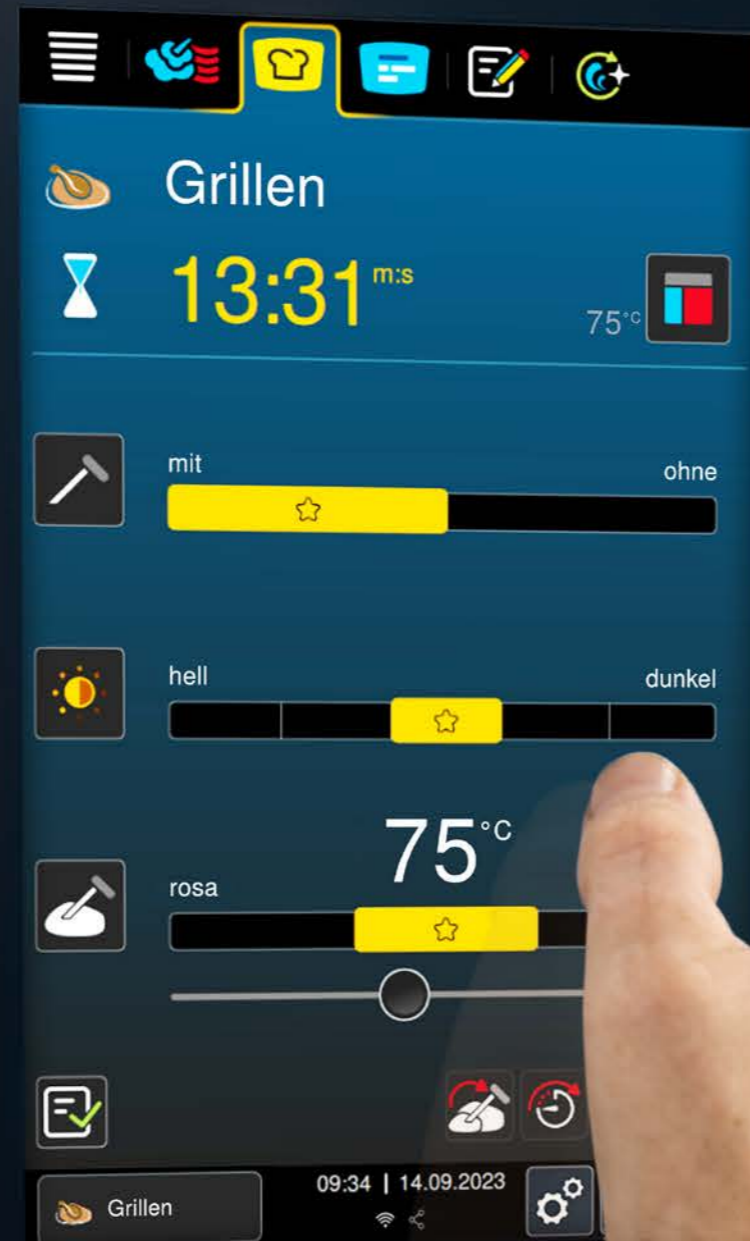 Grillen
13:31 m:s
75°C
mit ohne
hell dunkel
75°C
rosa
Grillen
09:34 | 14.09.2023